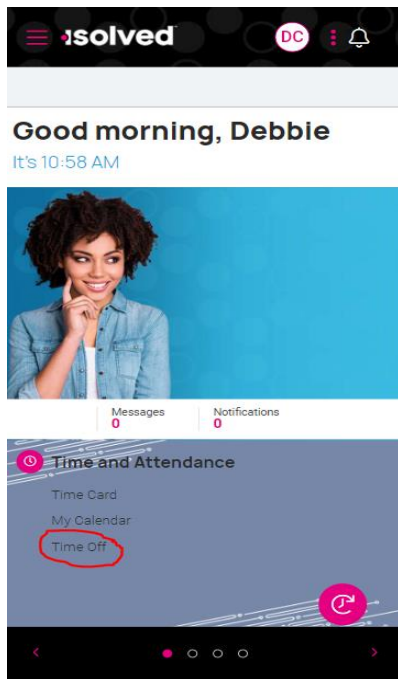 isolved
DC
Good morning, Debbie
It's 10:58 AM
Messages
0
Notifications
0
Time and Attendance
Time Card
My Calendar
Time Off